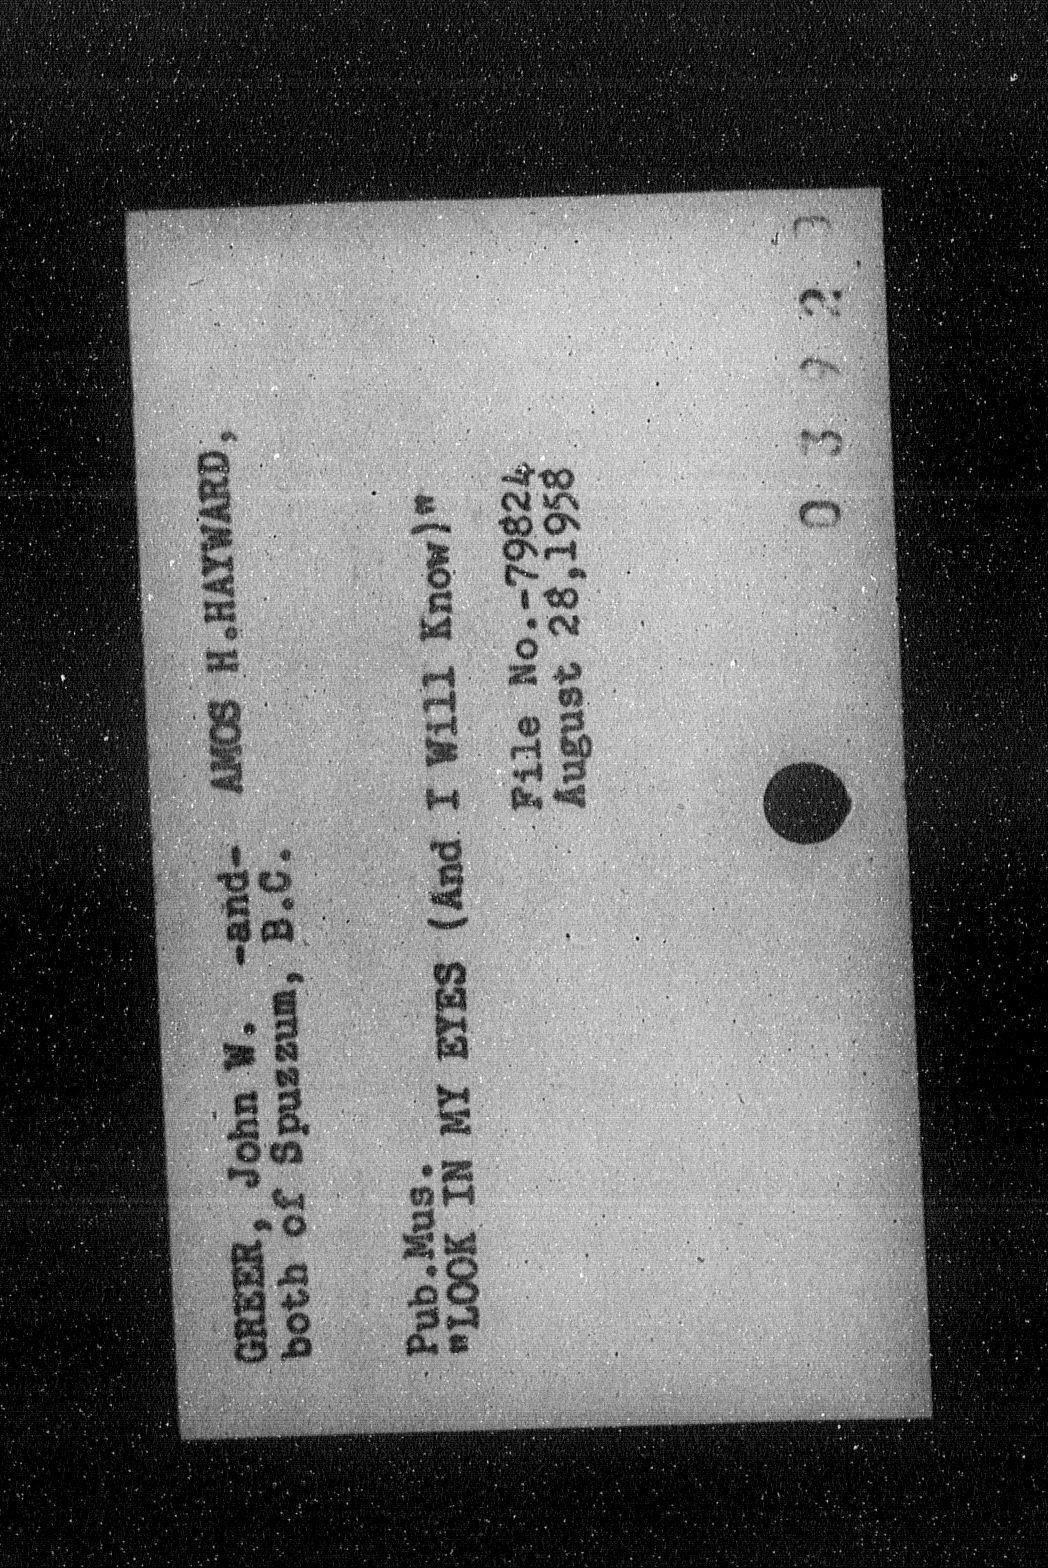 GREER, John W. -and- AMOS H.HAYWARD,
both of Spuzzum, B.C.
Pub.Mus.
"LOOK IN MY EYES (And I Will Know)"
File No.-79824
August 28,1958